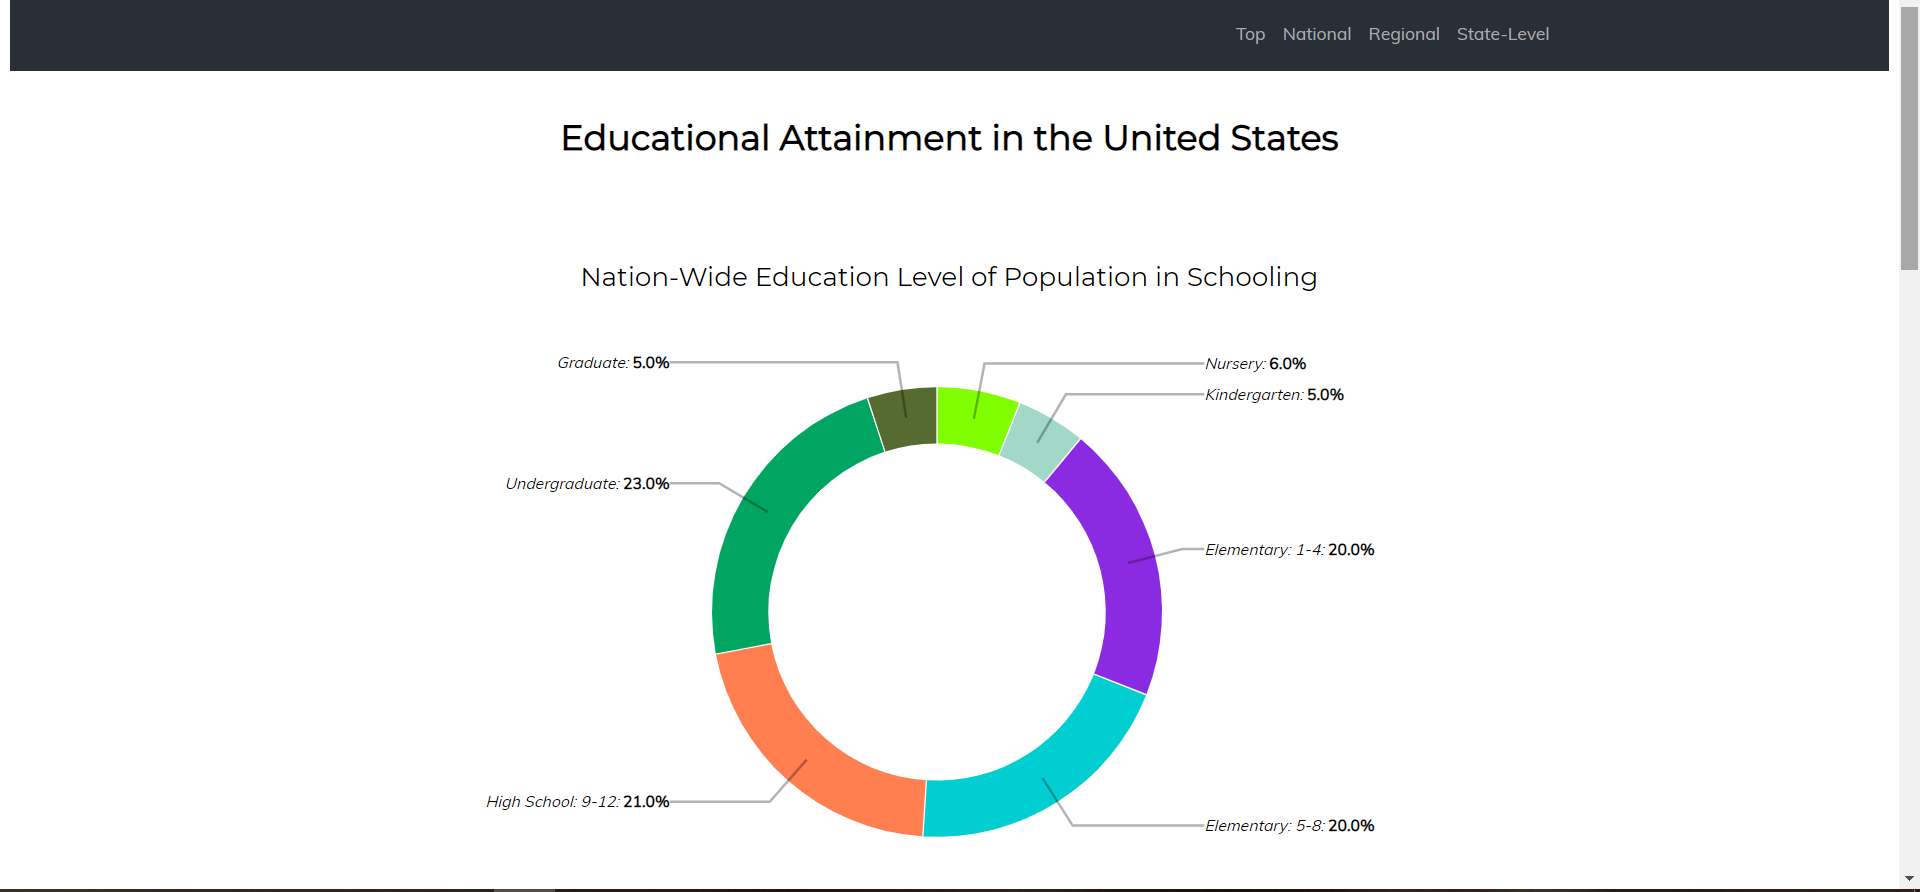 Top National Regional State-Level
Educational Attainment in the United States
Nation-Wide Education Level of Population in Schooling
Graduate: 5.0%
Nursery: 6.0%
Kindergarten: 5.0%
Undergraduate: 23.0%
Elementary: 1-4: 20.0%
High School: 9-12: 21.0%
Elementary: 5-8: 20.0%